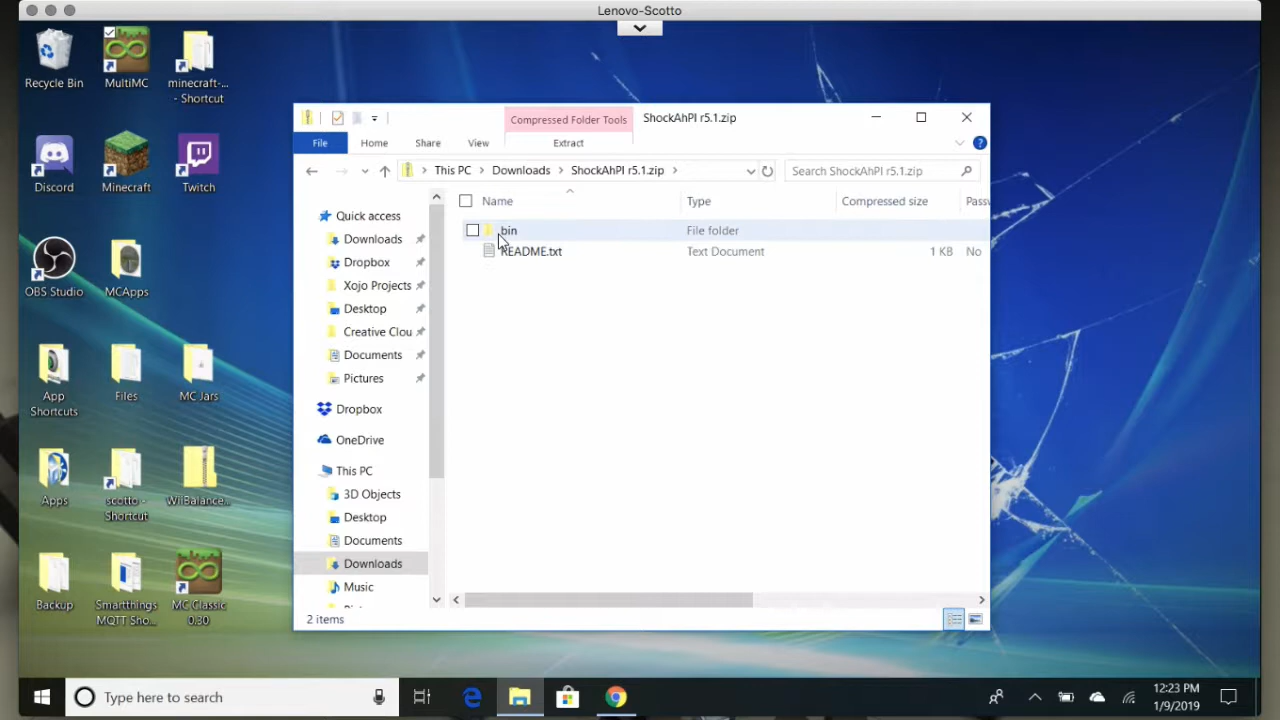 Lenovo-Scotto
Recycle Bin
MultiMC
minecraft-...
- Shortcut
Discord
Minecraft
Twitch
OBS Studio
MCApps
App
Shortcuts
Files
MC Jars
Apps
scotto -
Shortcut
WiiBalance...
Backup
Smartthings
MQTT Sho...
MC Classic
0.30
Compressed Folder Tools
ShockAhPI r5.1.zip
File
Home
Share
View
Extract
This PC
Downloads
ShockAhPI r5.1.zip
Search ShockAhPI r5.1.zip
Name
Type
Compressed size
Passw
bin
File folder
README.txt
Text Document
1 KB
No
Quick access
Downloads
Dropbox
Xojo Projects
Desktop
Creative Clou
Documents
Pictures
Dropbox
OneDrive
This PC
3D Objects
Desktop
Documents
Downloads
Music
2 items
Type here to search
12:23 PM
1/9/2019